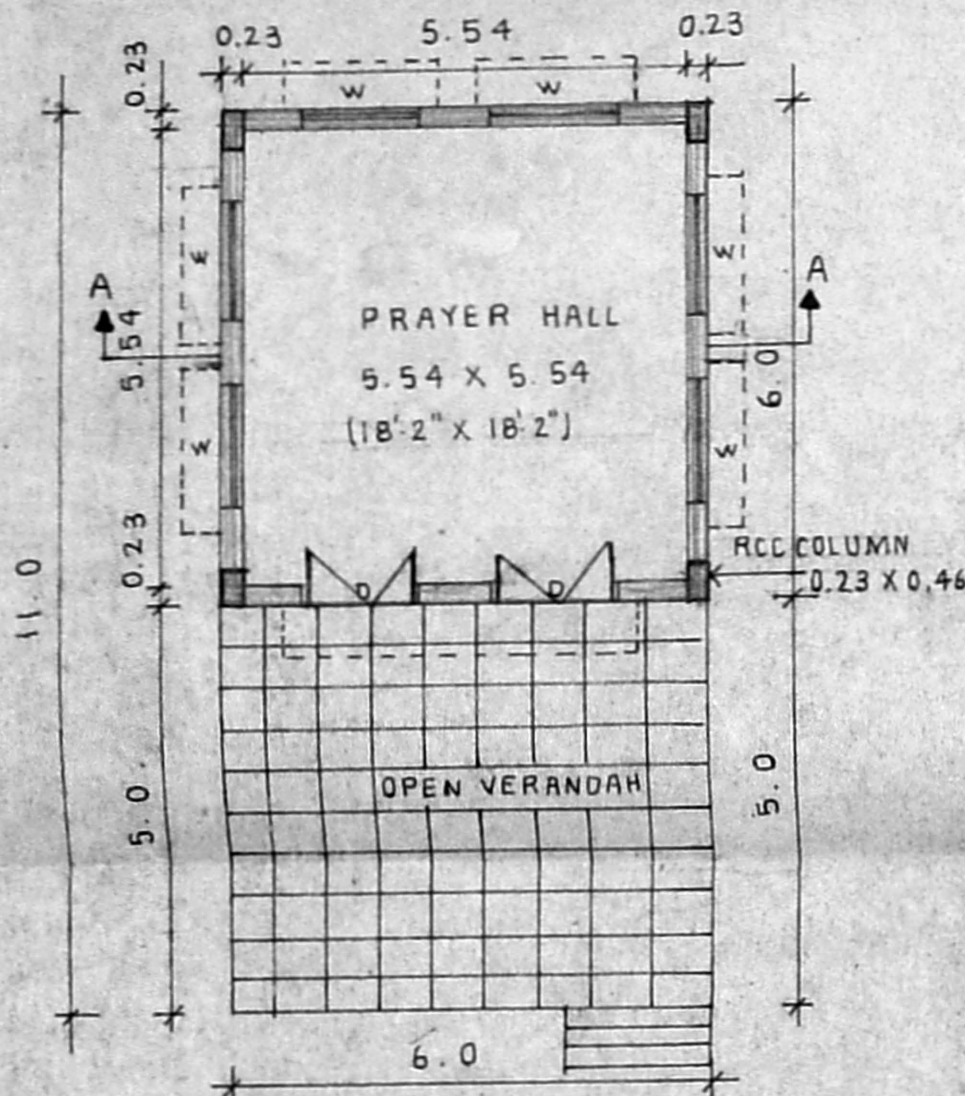 0.23 5.54 0.23
0.23
W W
W W
A A
5.54
PRAYER HALL
5.54 X 5.54
(18'-2" X 18'-2")
6.0
W W
0.23
RCC COLUMN
0.23 X 0.46
11.0
D D
OPEN VERANDAH
5.0 5.0
6.0